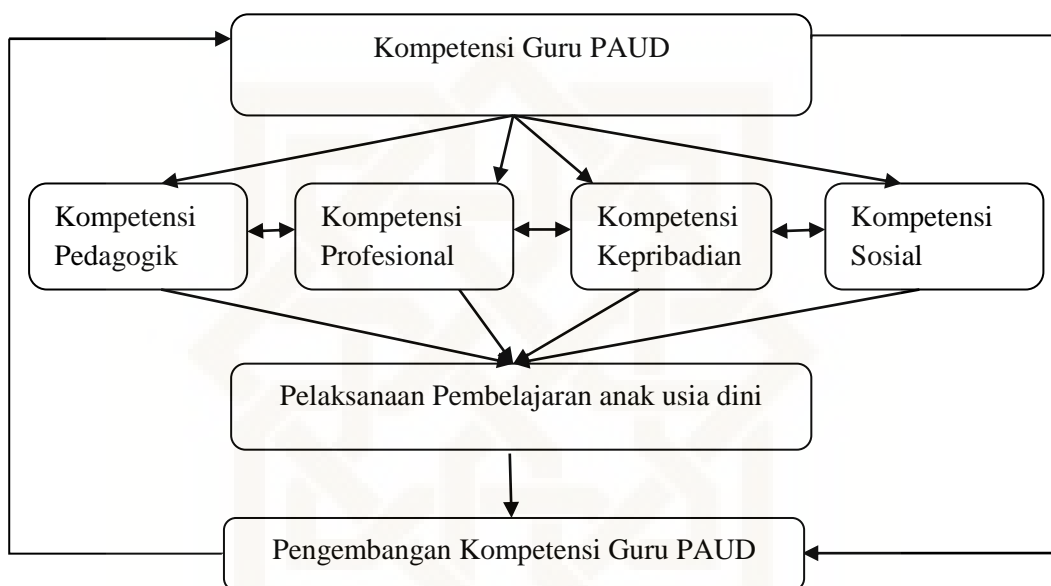 Kompetensi Guru PAUD
Kompetensi
Pedagogik
Kompetensi
Profesional
Kompetensi
Kepribadian
Kompetensi
Sosial
Pelaksanaan Pembelajaran anak usia dini
Pengembangan Kompetensi Guru PAUD